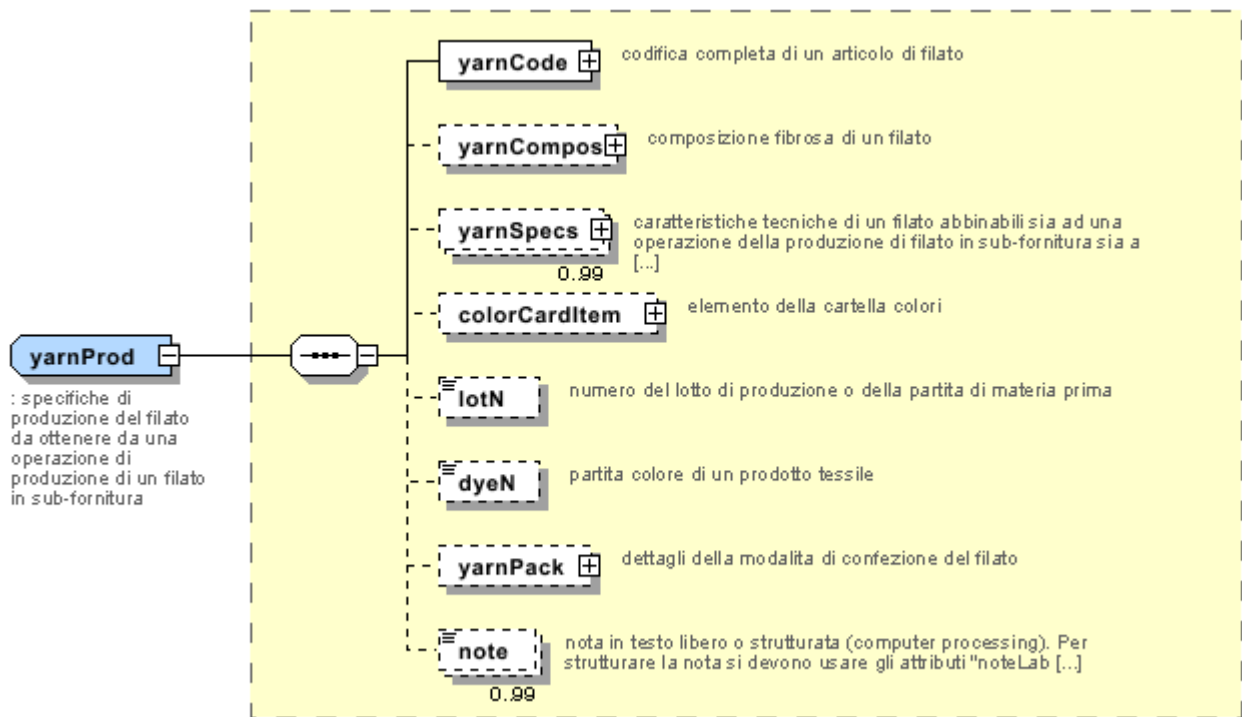 yarnCode
codifica completa di un articolo di filato
yarnCompos
composizione fibrosa di un filato
yarnSpecs
caratteristiche tecniche di un filato abbinabili sia ad una
operazione della produzione di filato in sub-fornitura sia a
[...]
0..99
colorCardItem
elemento della cartella colori
yarnProd
: specifiche di
produzione del filato
da ottenere da una
operazione di
produzione di un filato
in sub-fornitura
lotN
numero del lotto di produzione o della partita di materia prima
dyeN
partita colore di un prodotto tessile
yarnPack
dettagli della modalita di confezione del filato
note
nota in testo libero o strutturata (computer processing). Per
strutturare la nota si devono usare gli attributi "noteLab [...]
0..99